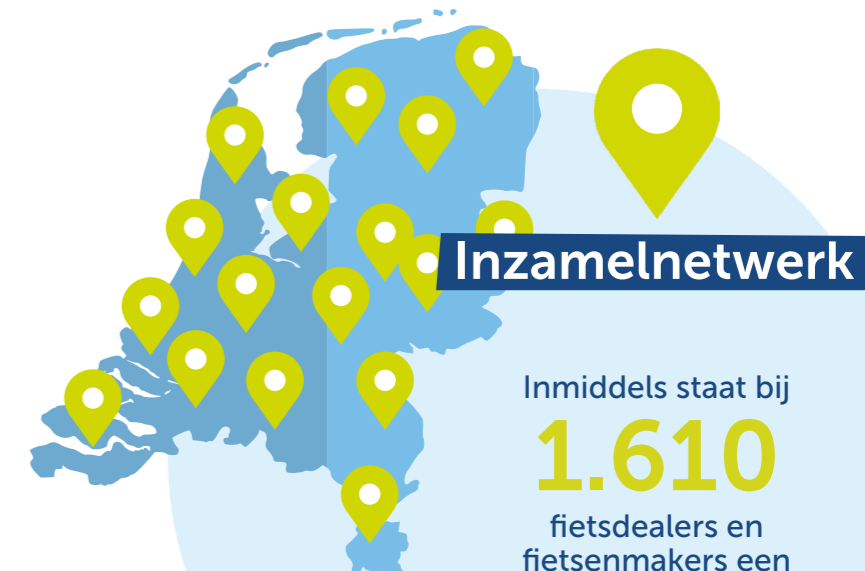 Inzamelnetwerk
Inmiddels staat bij
1.610
fietsdealers en
fietsenmakers een